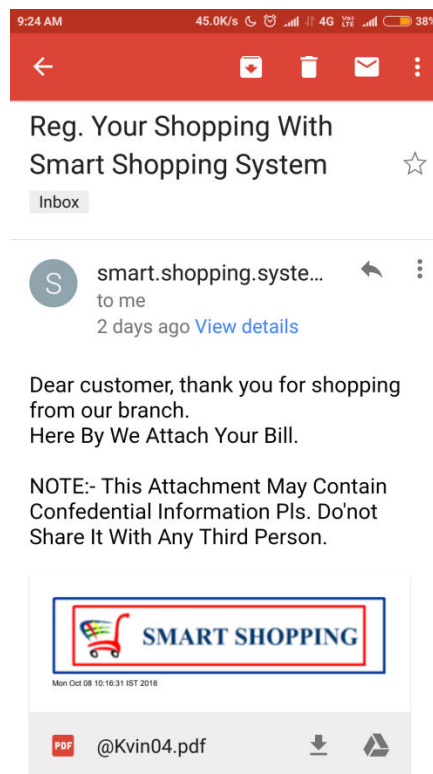 9:24 AM 45.0K/s 4G VoLTE 38%
Reg. Your Shopping With
Smart Shopping System
Inbox
S
smart.shopping.syste...
to me
2 days ago View details
Dear customer, thank you for shopping
from our branch.
Here By We Attach Your Bill.
NOTE:- This Attachment May Contain
Confedential Information Pls. Do'not
Share It With Any Third Person.
SMART SHOPPING
Mon Oct 08 10:16:31 IST 2018
PDF @Kvin04.pdf